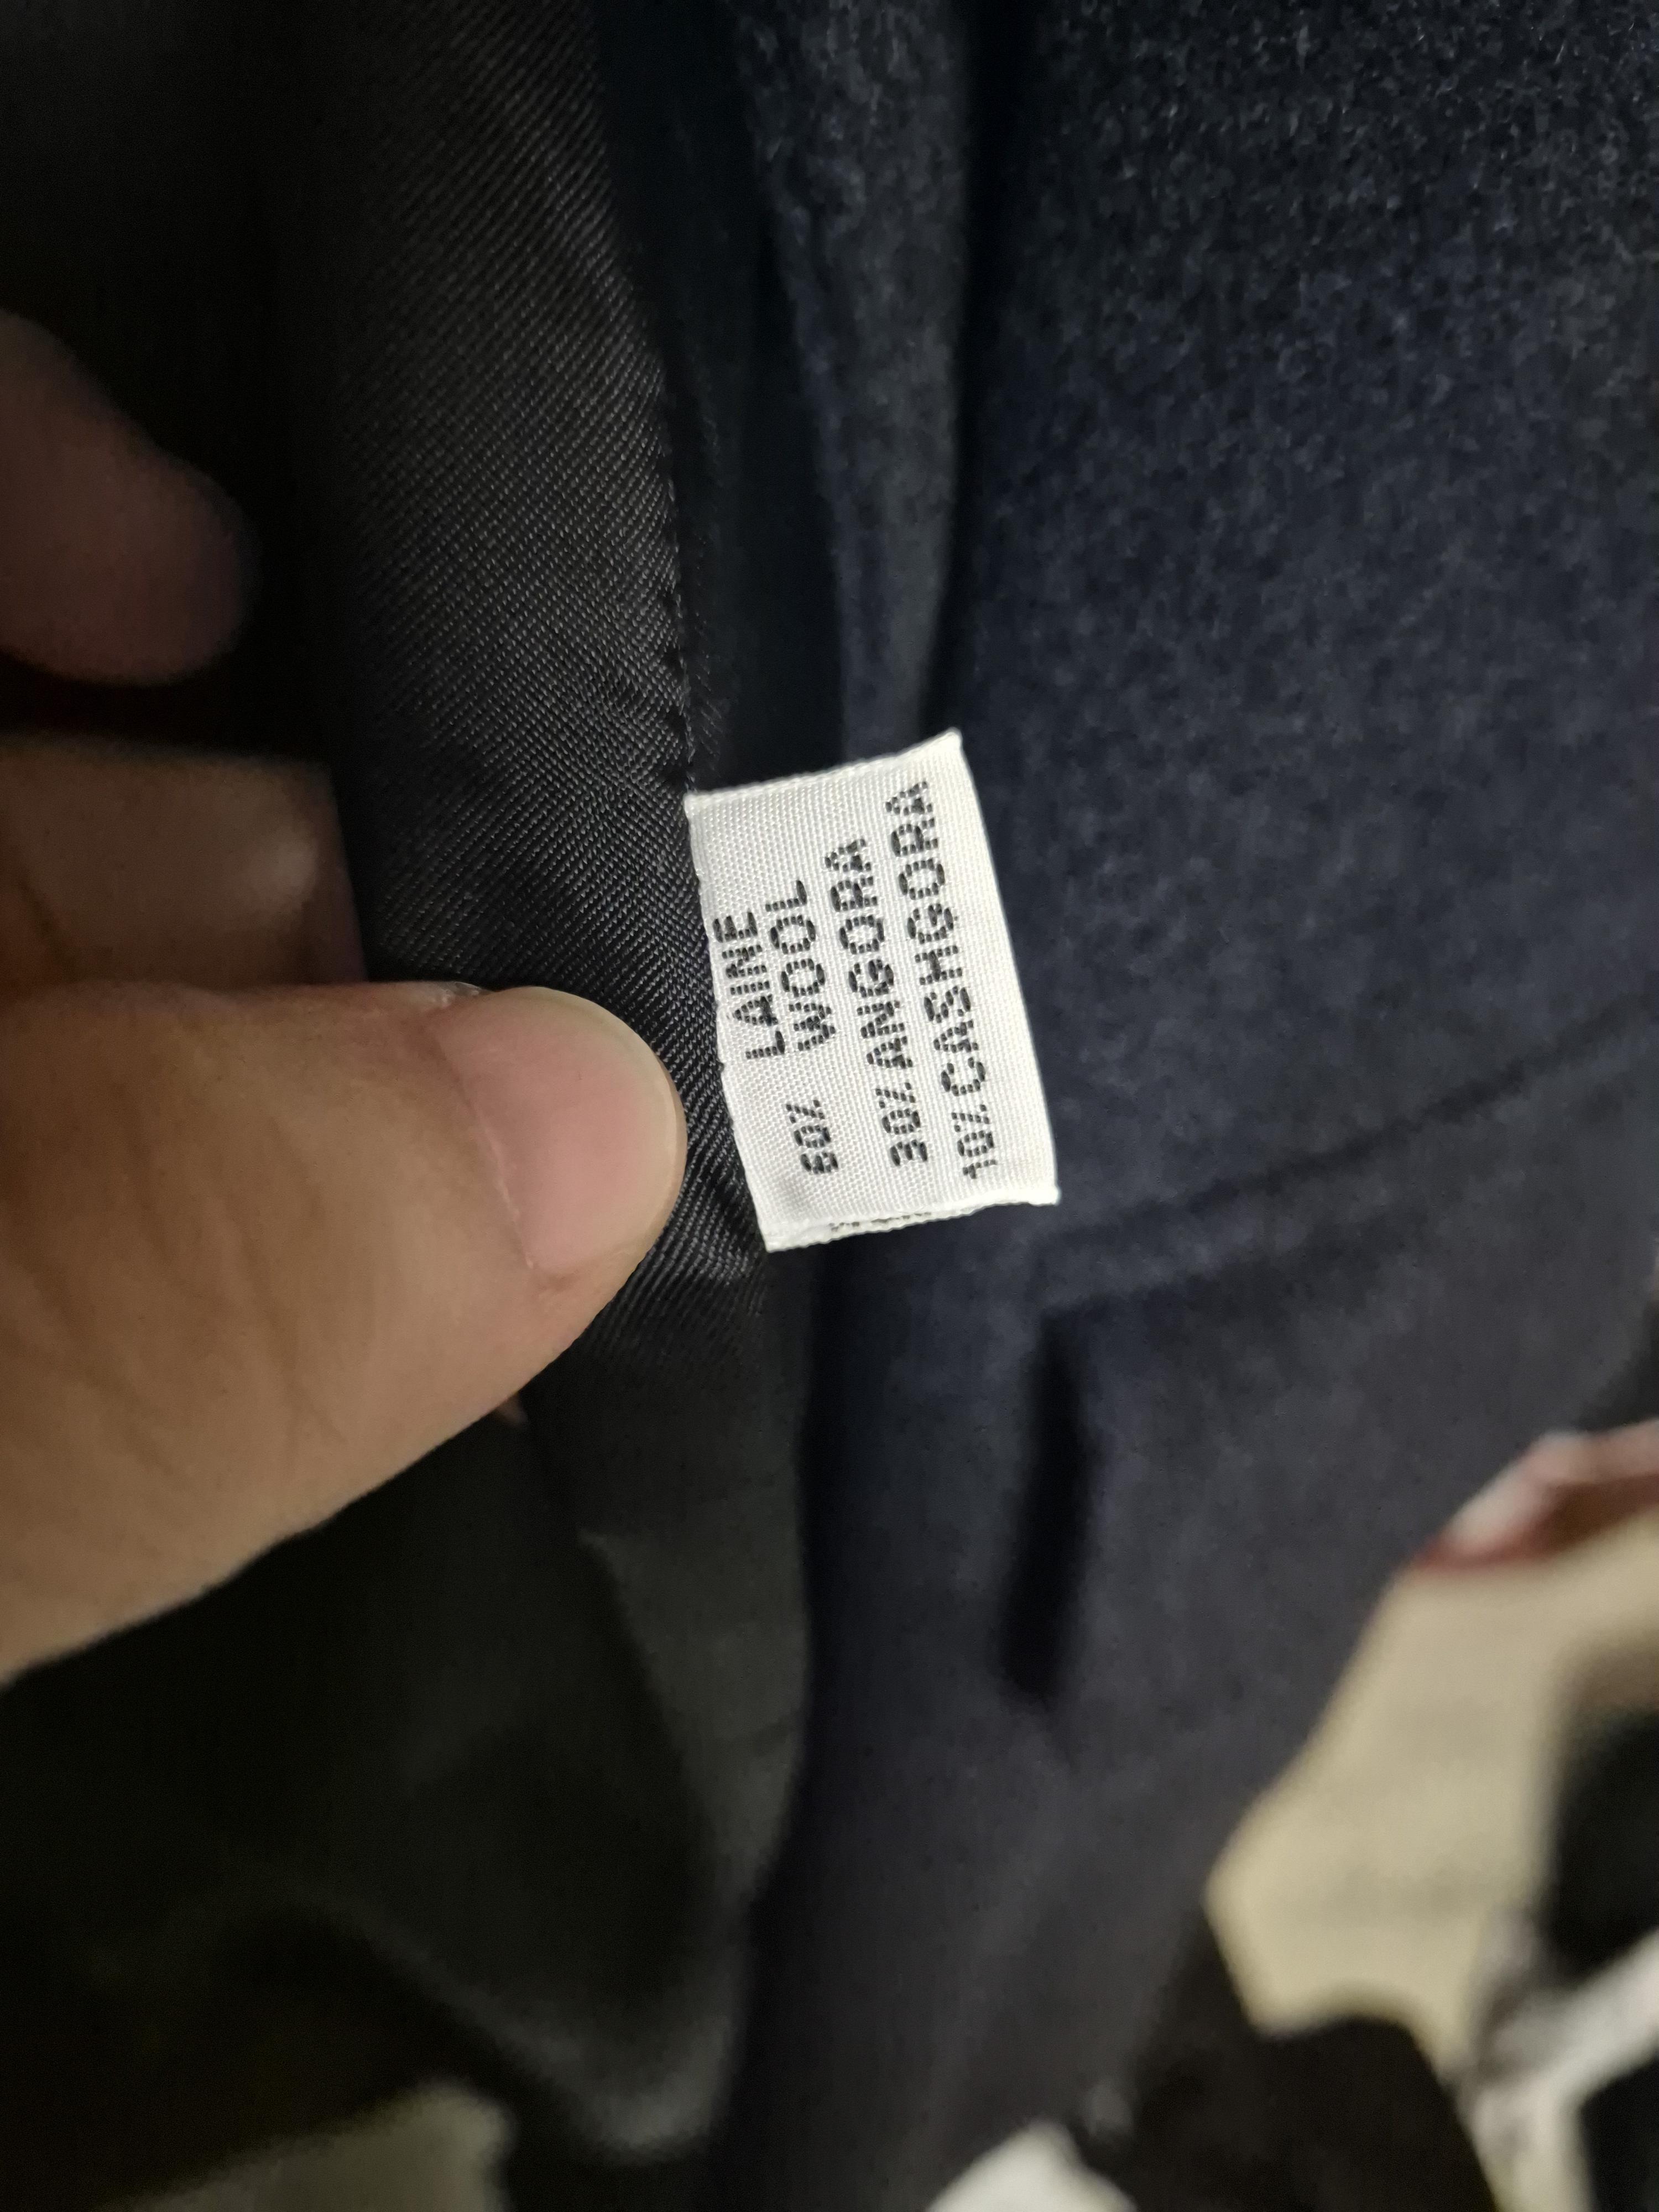 LAINE
60% WOOL
30% ANGORA
10% CASHGORA